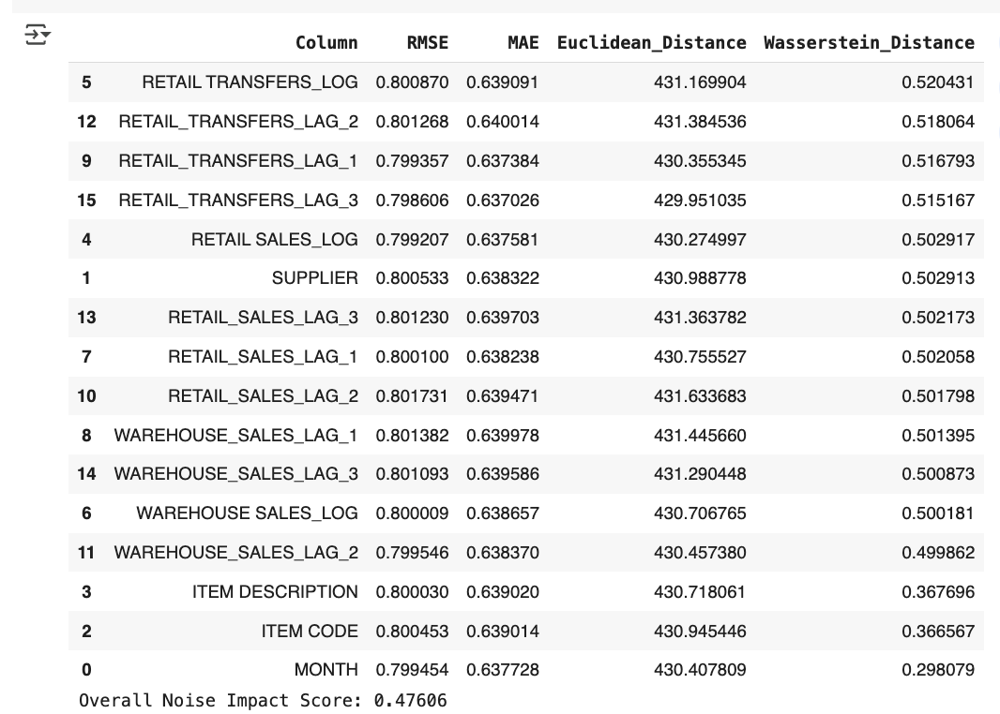 Column RMSE MAE Euclidean_Distance Wasserstein_Distance
5 RETAIL TRANSFERS_LOG 0.800870 0.639091 431.169904 0.520431
12 RETAIL_TRANSFERS_LAG_2 0.801268 0.640014 431.384536 0.518064
9 RETAIL_TRANSFERS_LAG_1 0.799357 0.637384 430.355345 0.516793
15 RETAIL_TRANSFERS_LAG_3 0.798606 0.637026 429.951035 0.515167
4 RETAIL SALES_LOG 0.799207 0.637581 430.274997 0.502917
1 SUPPLIER 0.800533 0.638322 430.988778 0.502913
13 RETAIL_SALES_LAG_3 0.801230 0.639703 431.363782 0.502173
7 RETAIL_SALES_LAG_1 0.800100 0.638238 430.755527 0.502058
10 RETAIL_SALES_LAG_2 0.801731 0.639471 431.633683 0.501798
8 WAREHOUSE_SALES_LAG_1 0.801382 0.639978 431.445660 0.501395
14 WAREHOUSE_SALES_LAG_3 0.801093 0.639586 431.290448 0.500873
6 WAREHOUSE SALES_LOG 0.800009 0.638657 430.706765 0.500181
11 WAREHOUSE_SALES_LAG_2 0.799546 0.638370 430.457380 0.499862
3 ITEM DESCRIPTION 0.800030 0.639020 430.718061 0.367696
2 ITEM CODE 0.800453 0.639014 430.945446 0.366567
0 MONTH 0.799454 0.637728 430.407809 0.298079
Overall Noise Impact Score: 0.47606